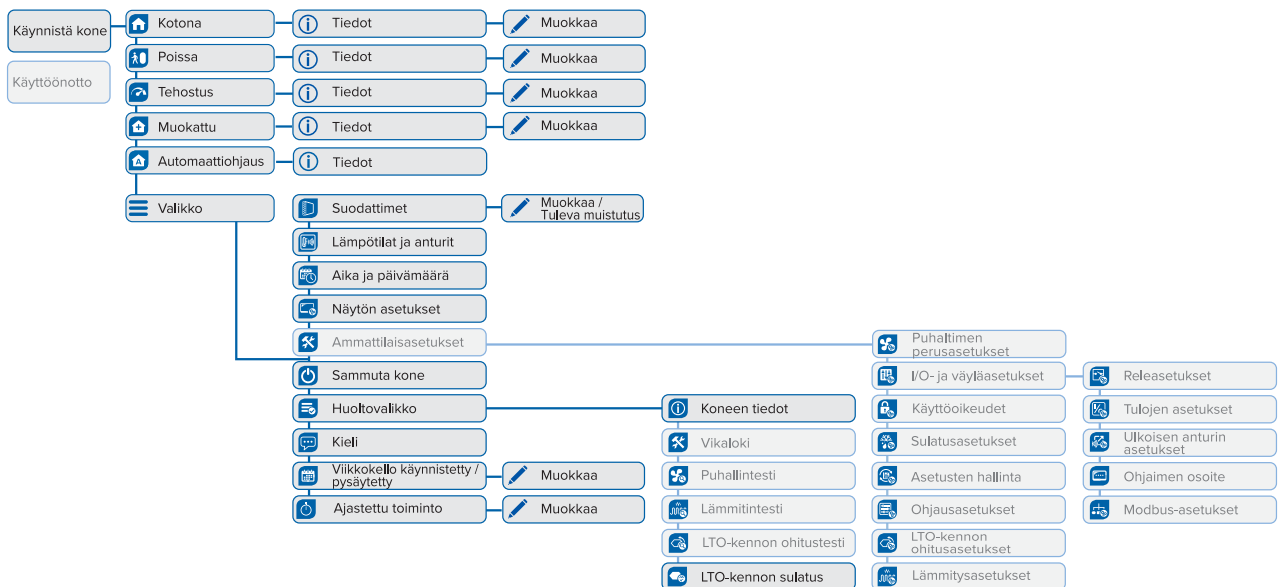 Käynnistä kone
Käyttöönotto
Kotona
Tiedot
Muokkaa
Poissa
Tiedot
Muokkaa
Tehostus
Tiedot
Muokkaa
Muokattu
Tiedot
Muokkaa
Automaattiohjaus
Tiedot
Valikko
Suodattimet
Muokkaa /
Tuleva muistutus
Lämpötilat ja anturit
Aika ja päivämäärä
Näytön asetukset
Ammattilaisasetukset
Sammuta kone
Huoltovalikko
Kieli
Viikkokello käynnistetty /
pysäytetty
Muokkaa
Ajastettu toiminto
Muokkaa
Koneen tiedot
Vikaloki
Puhallintesti
Lämmitintesti
LTO-kennon ohitustesti
LTO-kennon sulatus
Puhaltimen
perusasetukset
I/O- ja väyläasetukset
Käyttöoikeudet
Sulatusasetukset
Asetusten hallinta
Ohjausasetukset
LTO-kennon
ohitusasetukset
Lämmitysasetukset
Releasetukset
Tulojen asetukset
Ulkoisen anturin
asetukset
Ohjaimen osoite
Modbus-asetukset